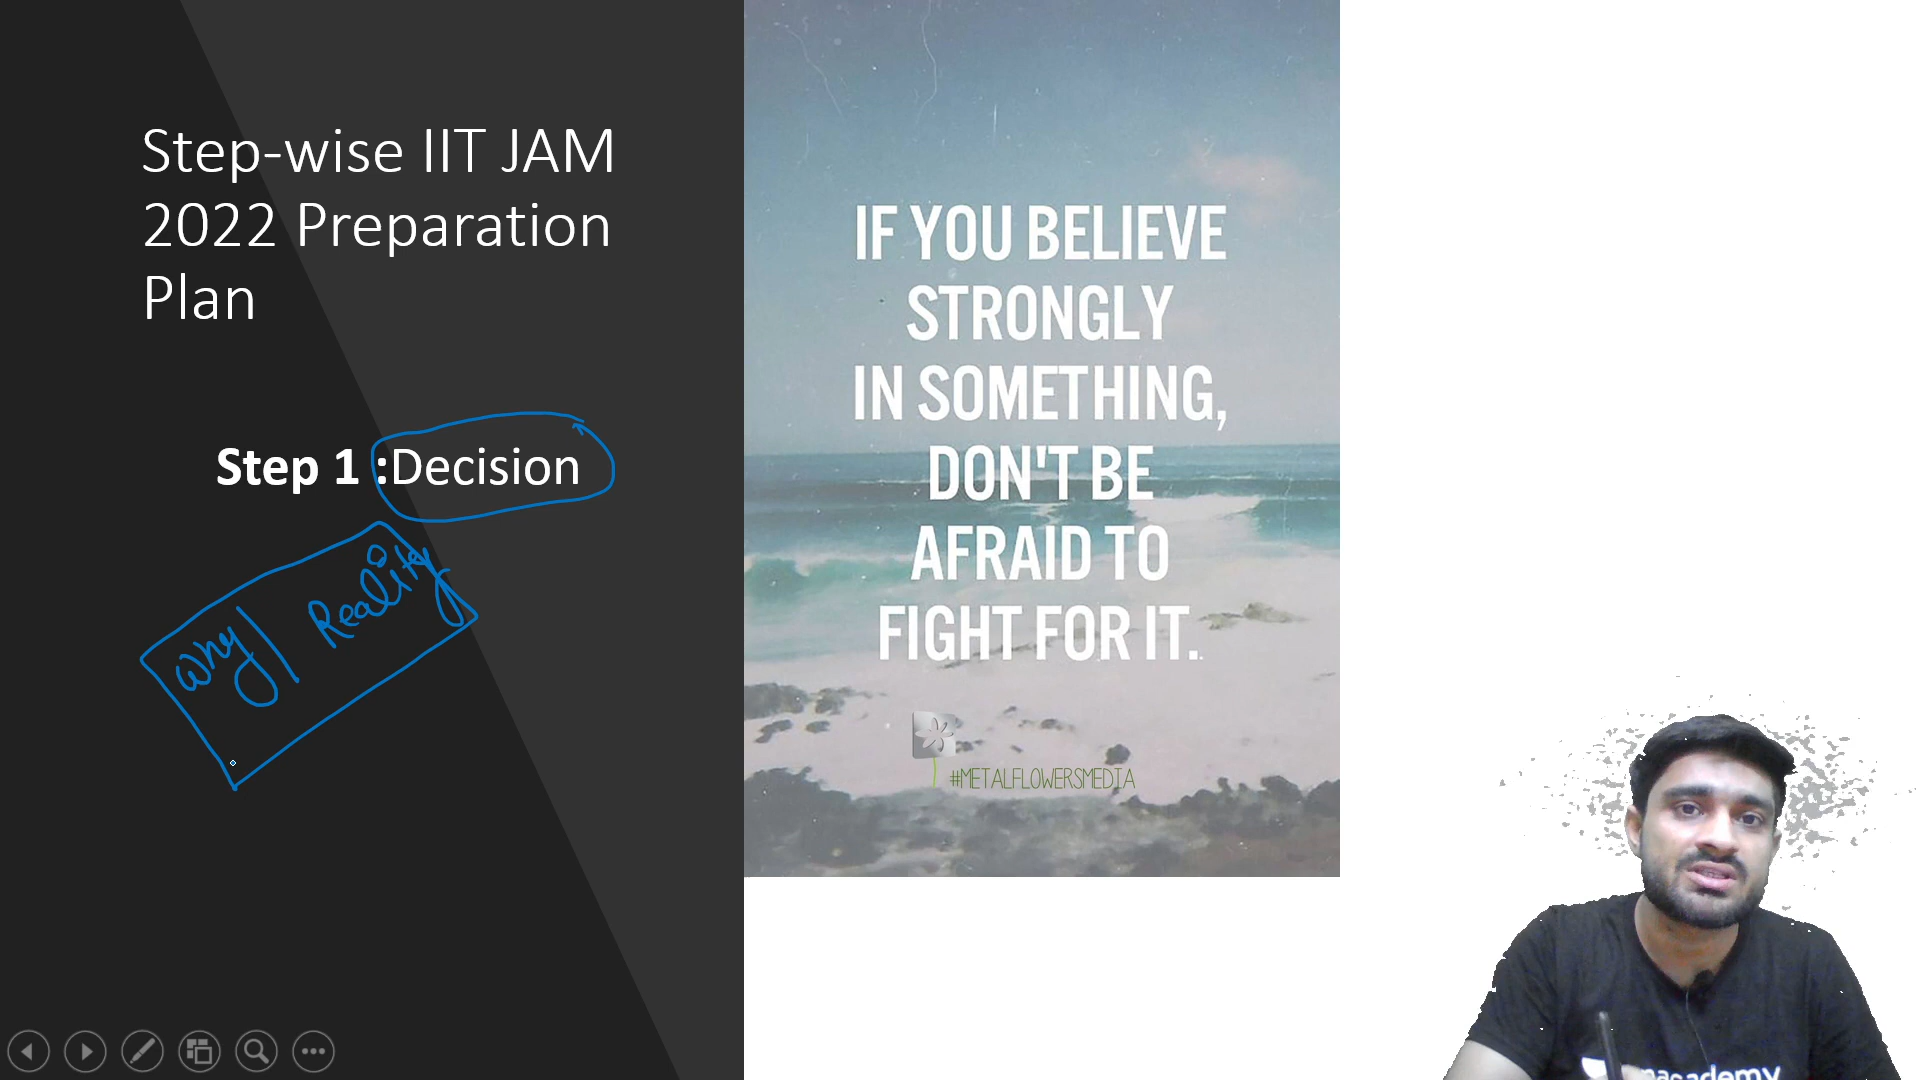 Step-wise IIT JAM
2022 Preparation
Plan
Step 1 :Decision
Why | Reality
IF YOU BELIEVE
STRONGLY
IN SOMETHING,
DON'T BE
AFRAID TO
FIGHT FOR IT.
#METALFLOWERSMEDIA